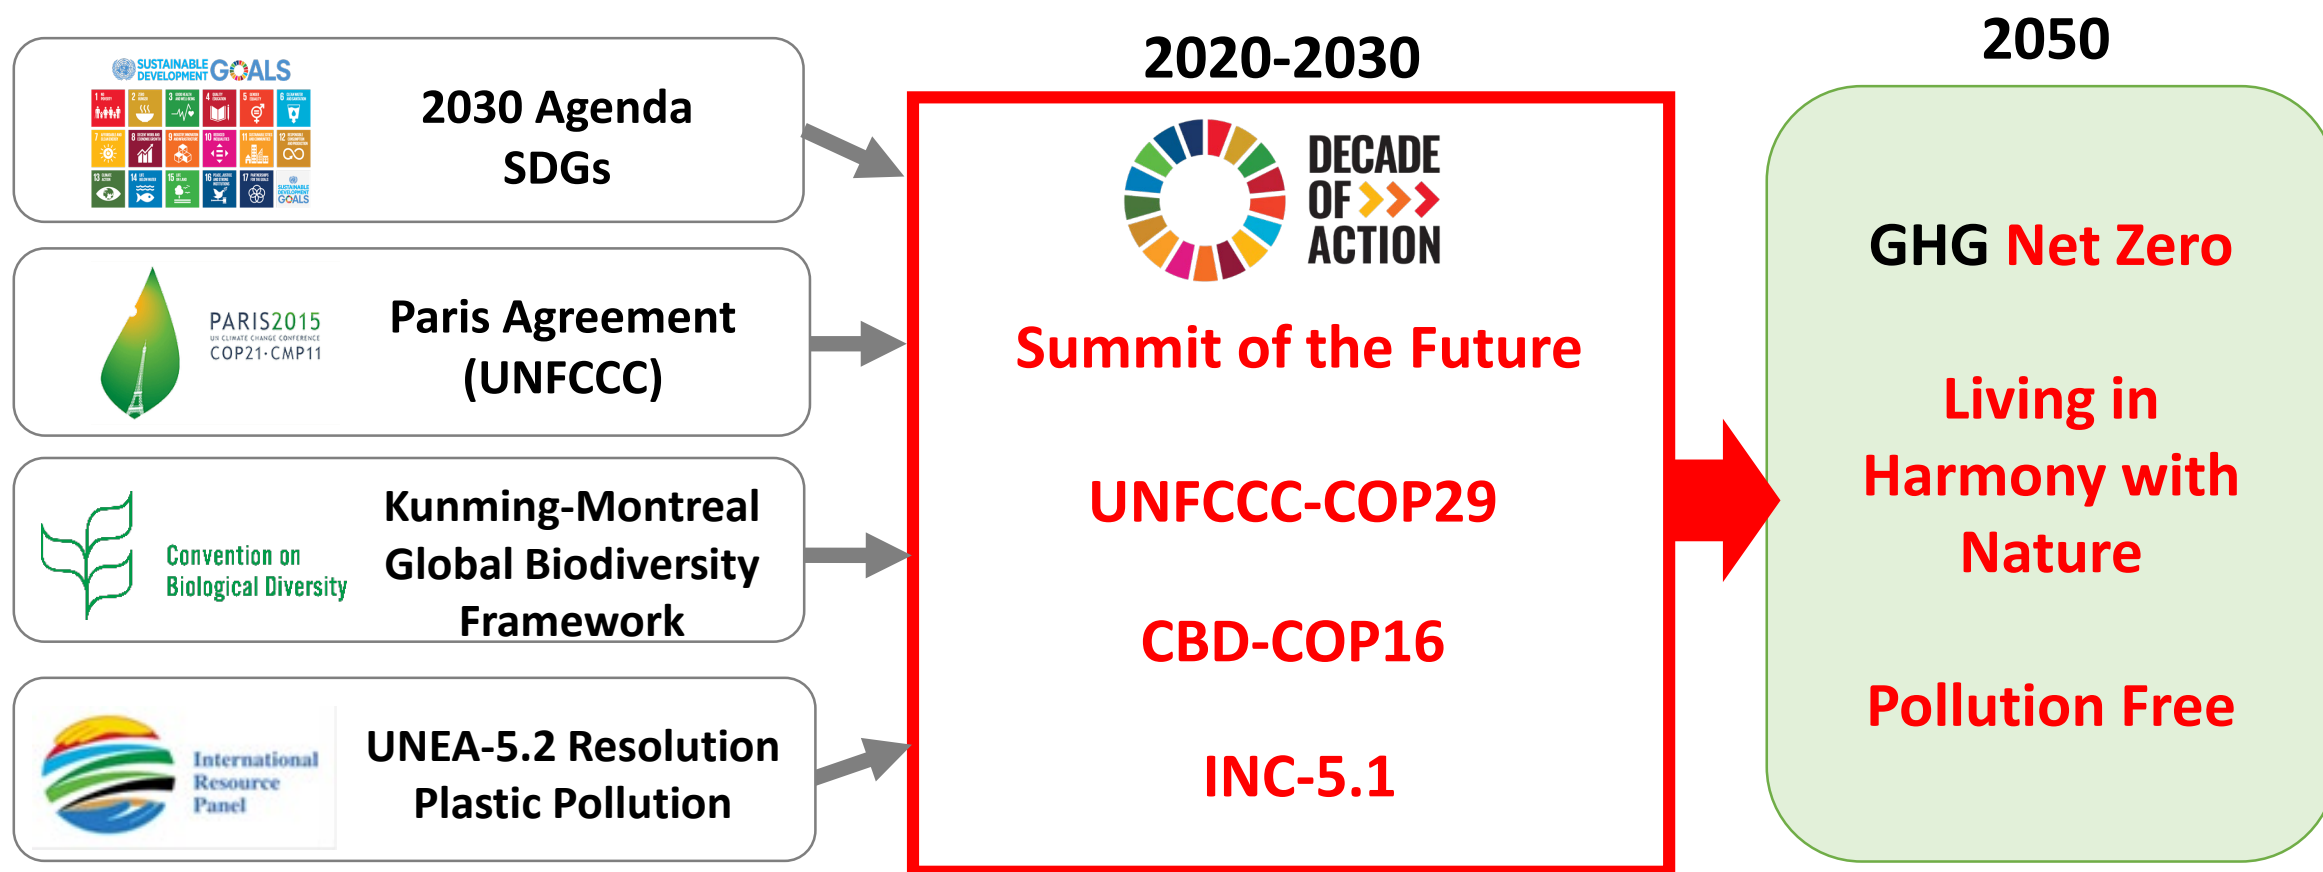 SUSTAINABLE
DEVELOPMENT GOALS
2030 Agenda
SDGs
PARIS2015
UN CLIMATE CHANGE CONFERENCE
COP21·CMP11
Paris Agreement
(UNFCCC)
Convention on
Biological Diversity
Kunming-Montreal
Global Biodiversity
Framework
International
Resource
Panel
UNEA-5.2 Resolution
Plastic Pollution
2020-2030
DECADE
OF >>>
ACTION
Summit of the Future
UNFCCC-COP29
CBD-COP16
INC-5.1
2050
GHG Net Zero
Living in
Harmony with
Nature
Pollution Free